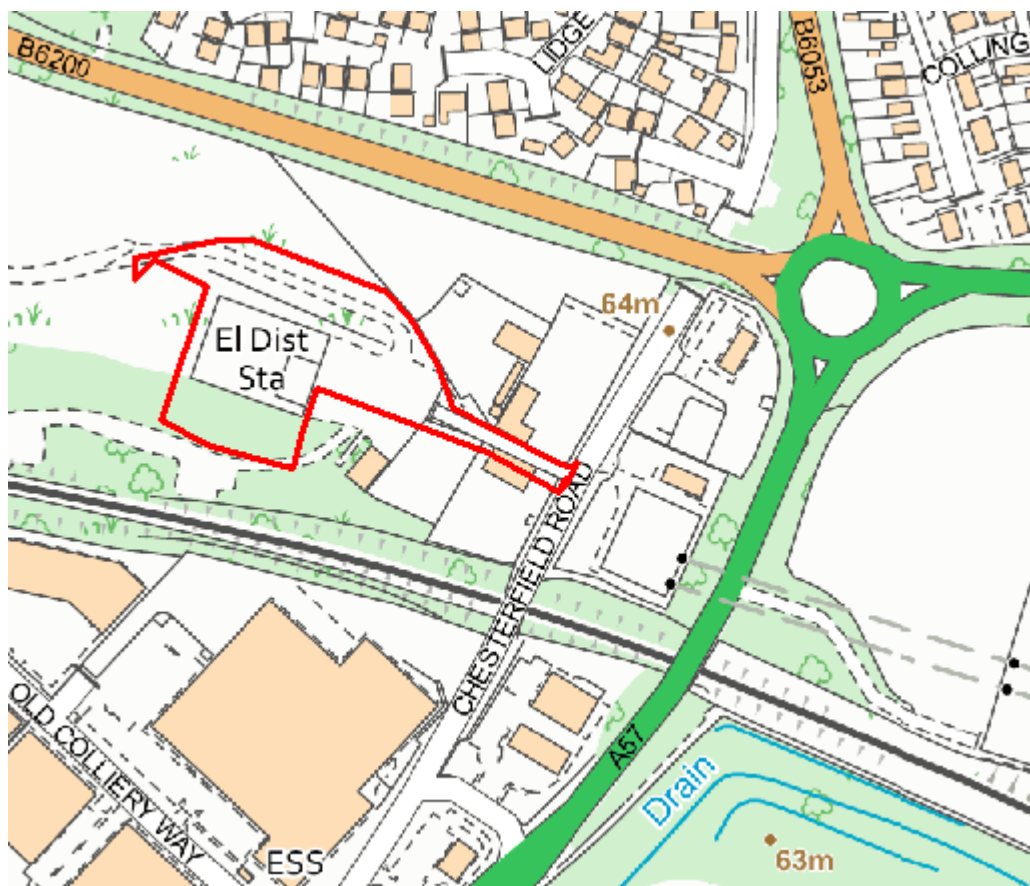 B6200
LIDGE
B6053
COLLING
64m
El Dist
Sta
CHESTERFIELD ROAD
OLD COLLIERY WAY
A57
Drain
ESS
63m